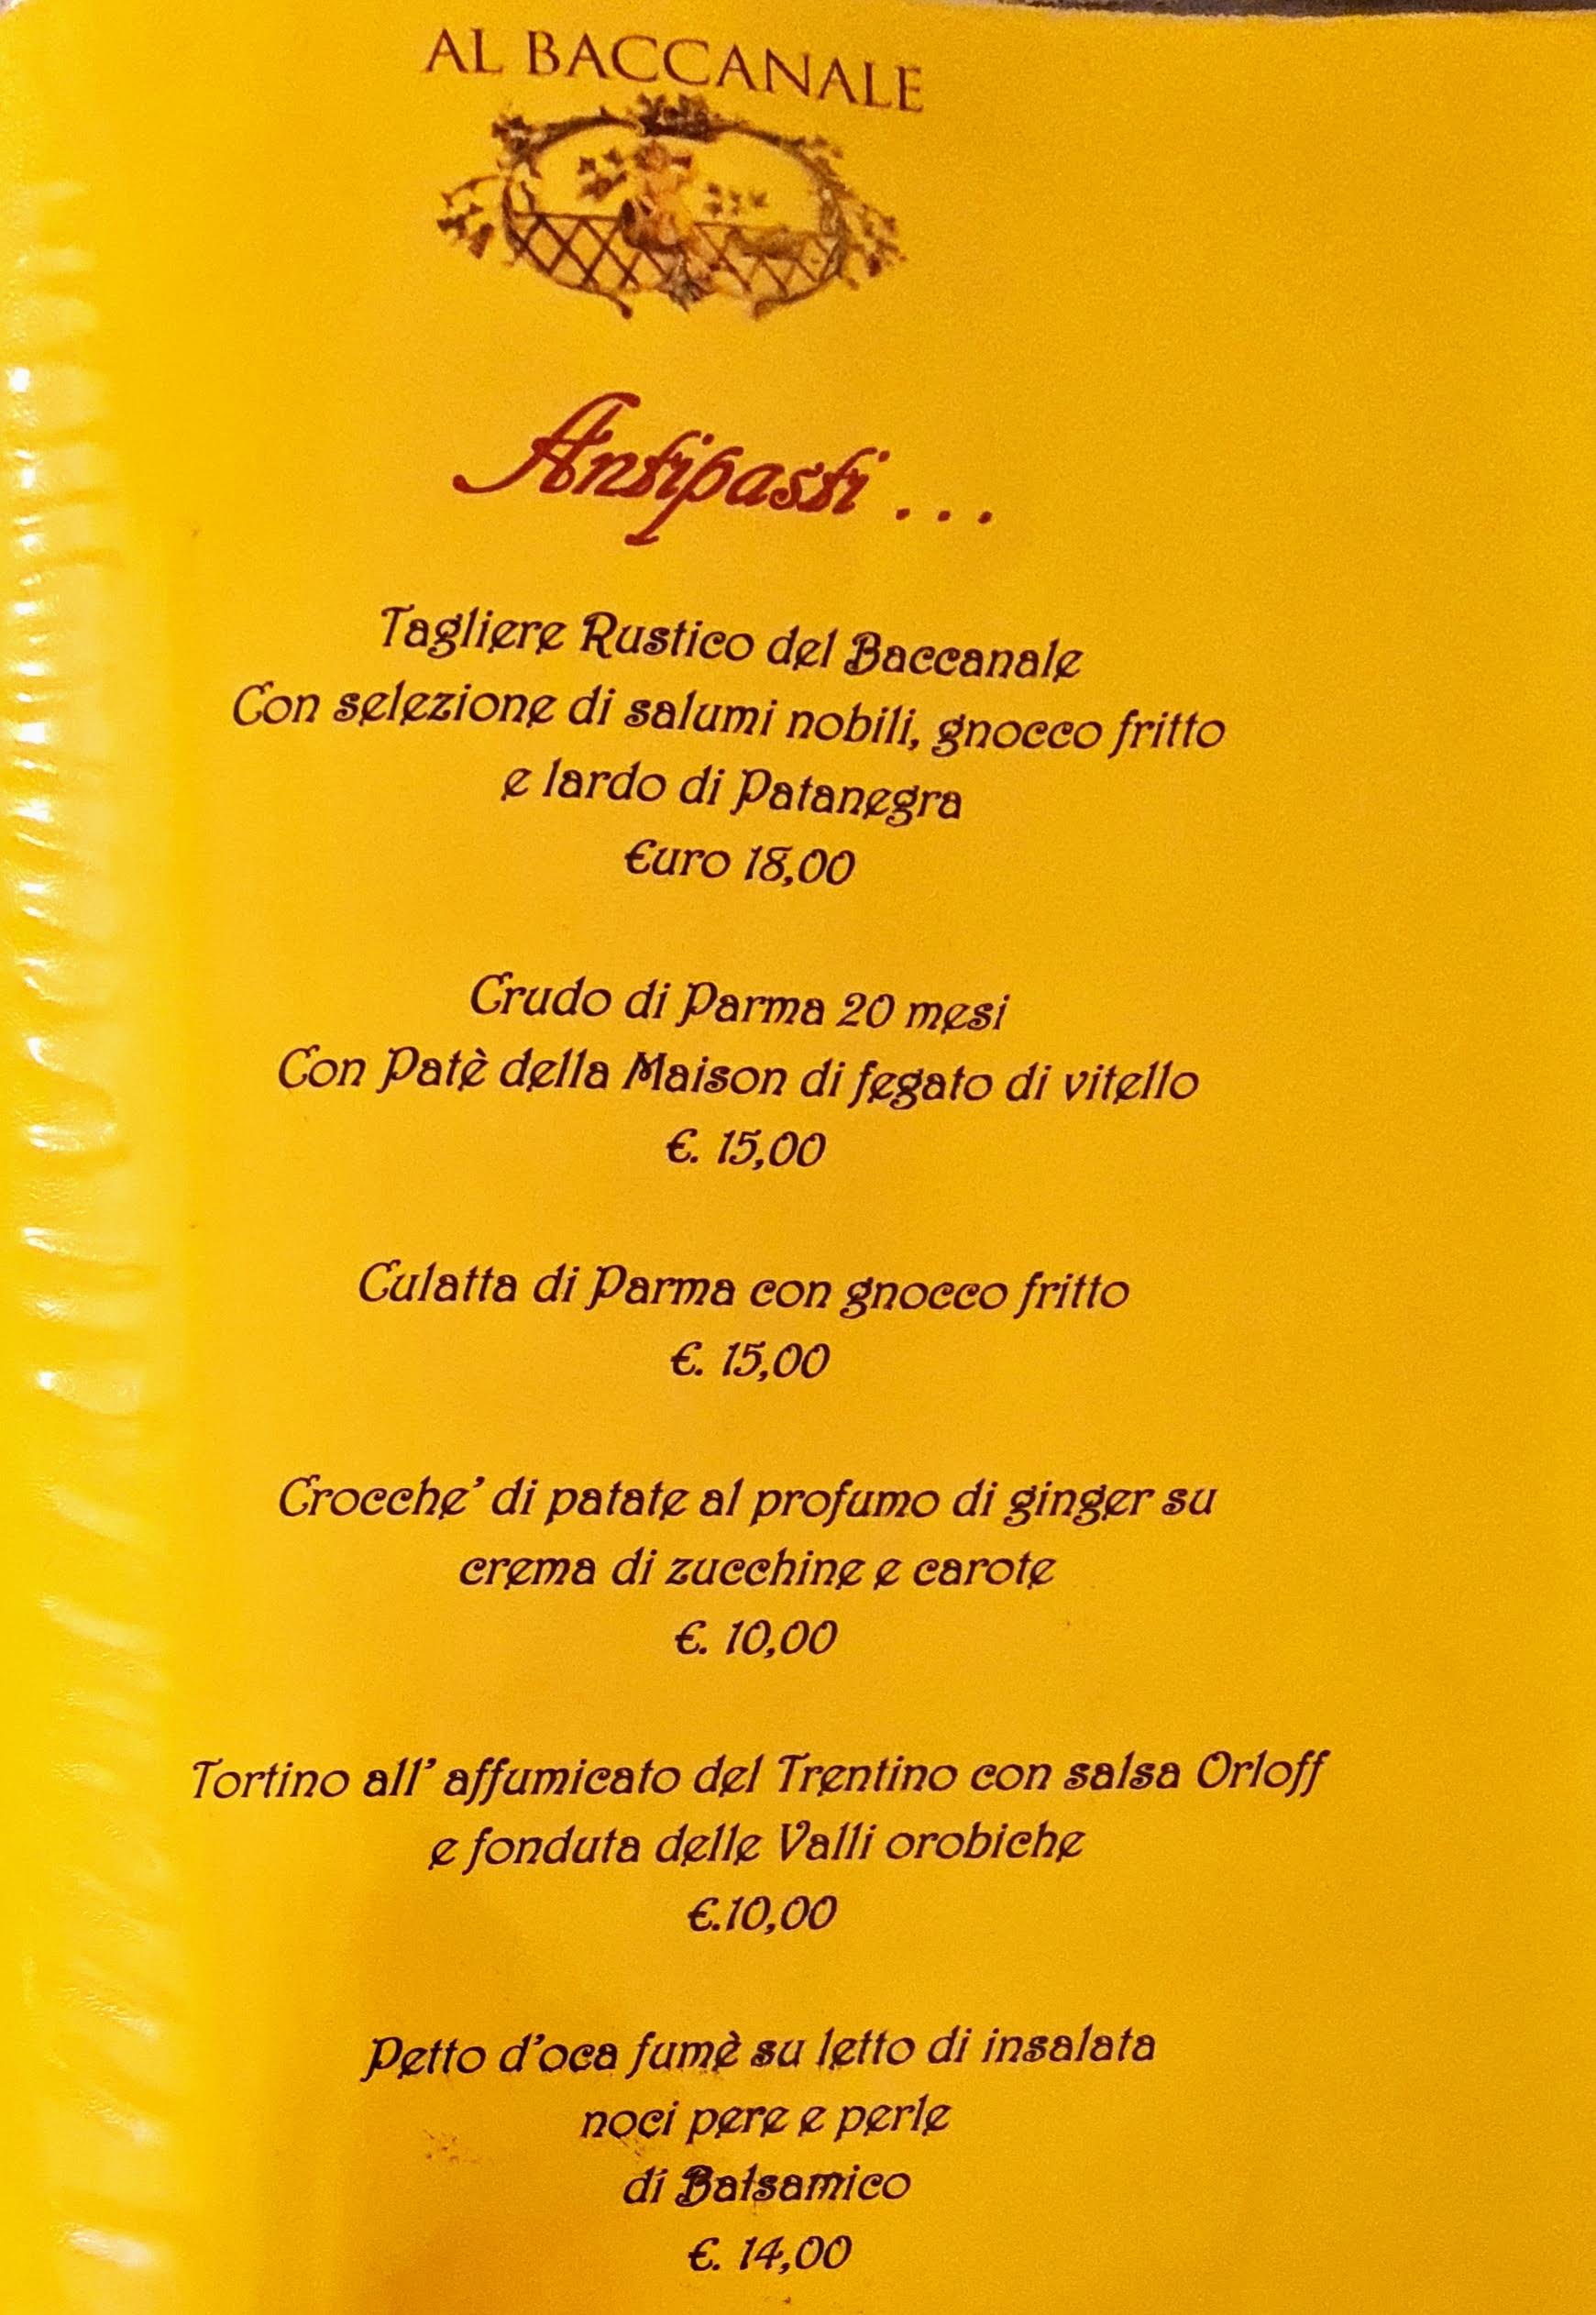 AL BACCANALE
Antipasti . . .
Tagliere Rustico del Baccanale
Con selezione di salumi nobili, gnocco fritto
e lardo di Patanegra
€uro 18,00
Crudo di Parma 20 mesi
Con Patè della Maison di fegato di vitello
€. 15,00
Culatta di Parma con gnocco fritto
€. 15,00
Crocche’ di patate al profumo di ginger su
crema di zucchine e carote
€. 10,00
Tortino all’ affumicato del Trentino con salsa Orloff
e fonduta delle Valli orobiche
€.10,00
Petto d’oca fumè su letto di insalata
noci pere e perle
di Balsamico
€. 14,00